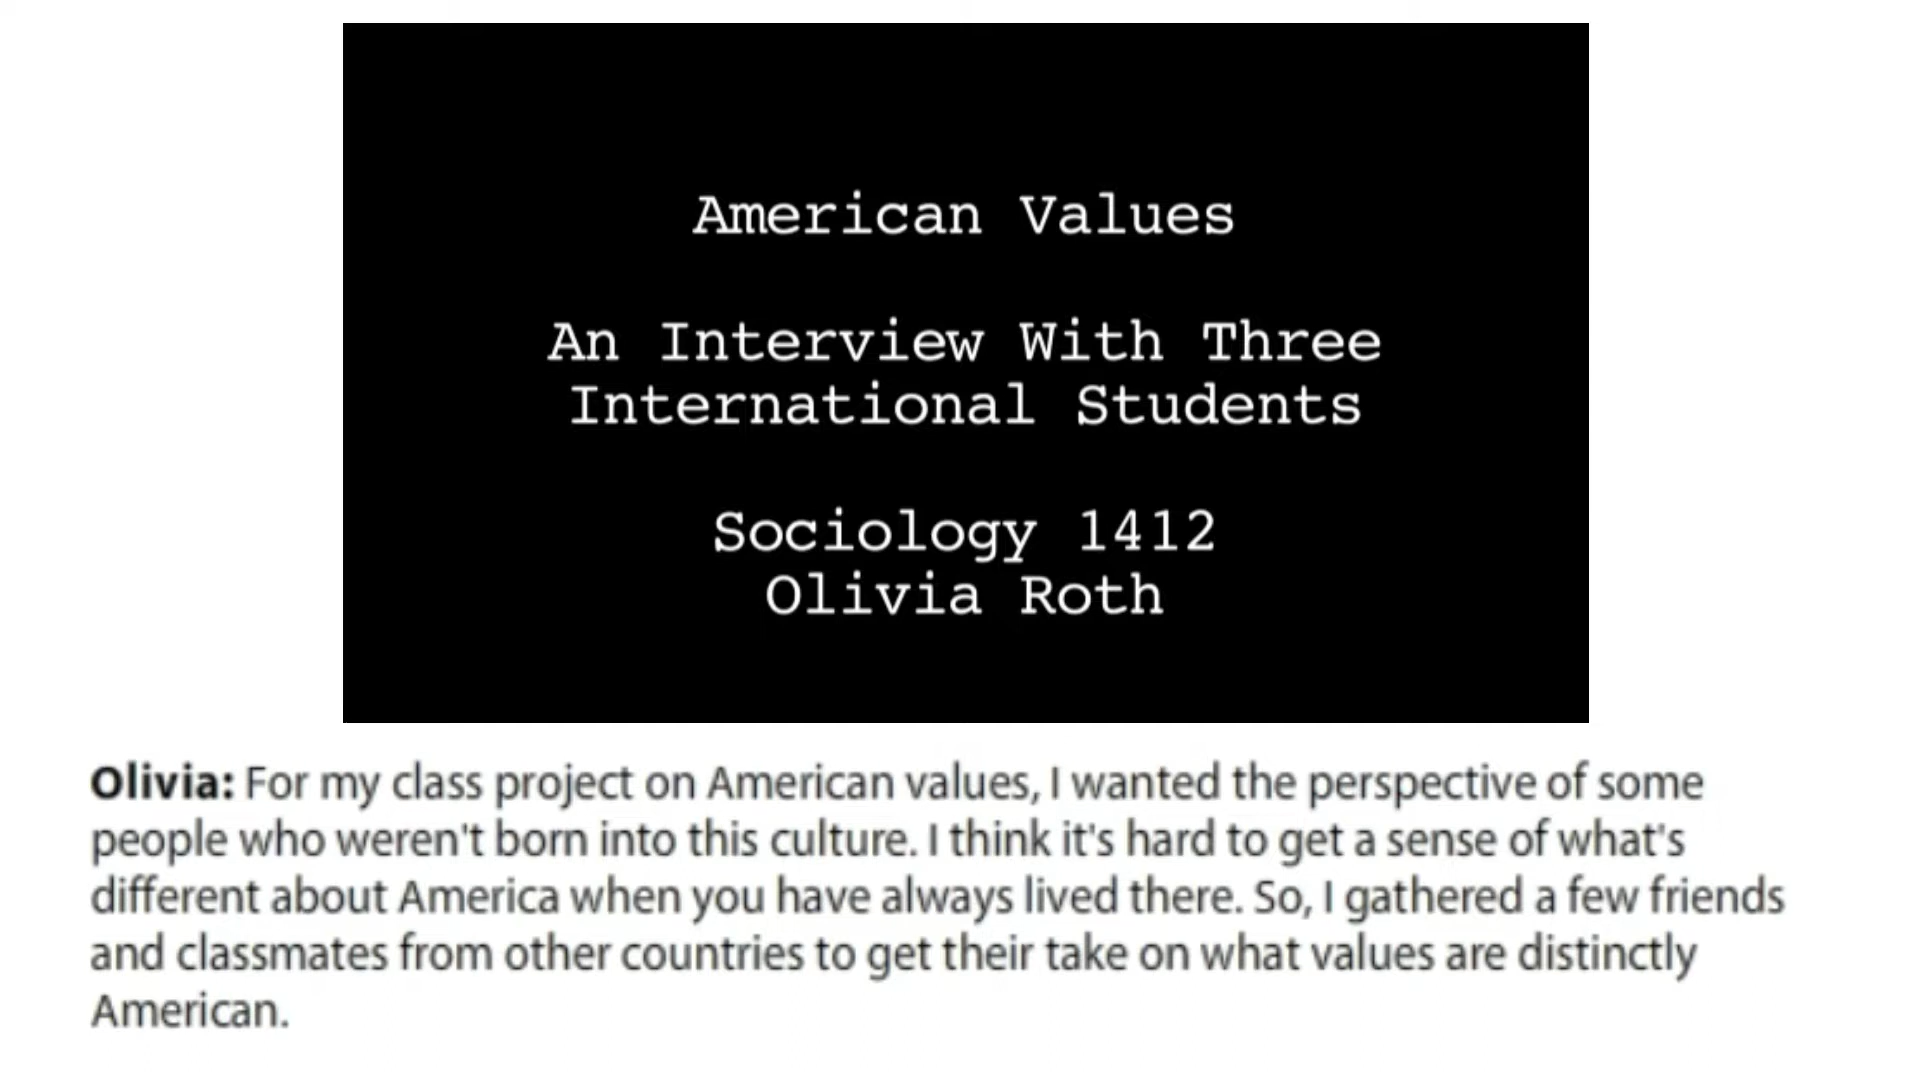 American Values
An Interview With Three
International Students
Sociology 1412
Olivia Roth
Olivia: For my class project on American values, I wanted the perspective of some
people who weren't born into this culture. I think it's hard to get a sense of what's
different about America when you have always lived there. So, I gathered a few friends
and classmates from other countries to get their take on what values are distinctly
American.